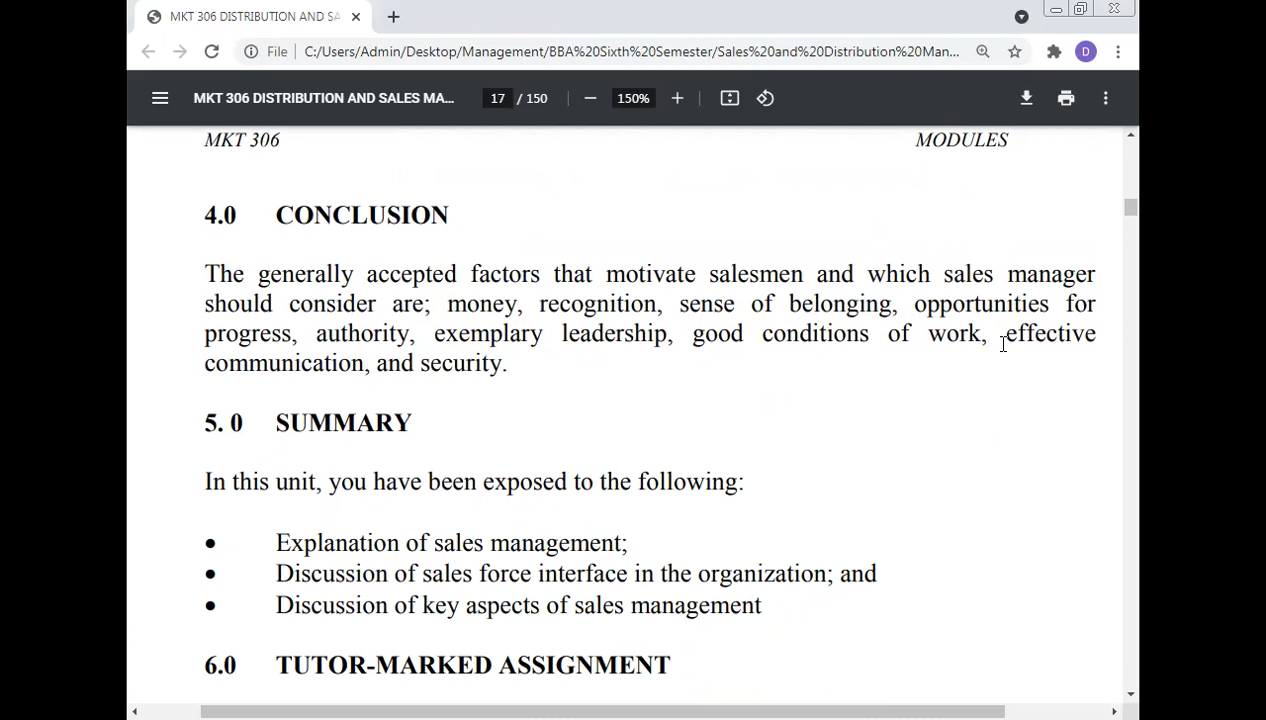 MKT 306 DISTRIBUTION AND SA
File C:/Users/Admin/Desktop/Management/BBA%20Sixth%20Semester/Sales%20and%20Distribution%20Man...
D
MKT 306 DISTRIBUTION AND SALES MA... 17 / 150 150%
MKT 306 MODULES
4.0 CONCLUSION
The generally accepted factors that motivate salesmen and which sales manager
should consider are; money, recognition, sense of belonging, opportunities for
progress, authority, exemplary leadership, good conditions of work, effective
communication, and security.
5. 0 SUMMARY
In this unit, you have been exposed to the following:
• Explanation of sales management;
• Discussion of sales force interface in the organization; and
• Discussion of key aspects of sales management
6.0 TUTOR-MARKED ASSIGNMENT